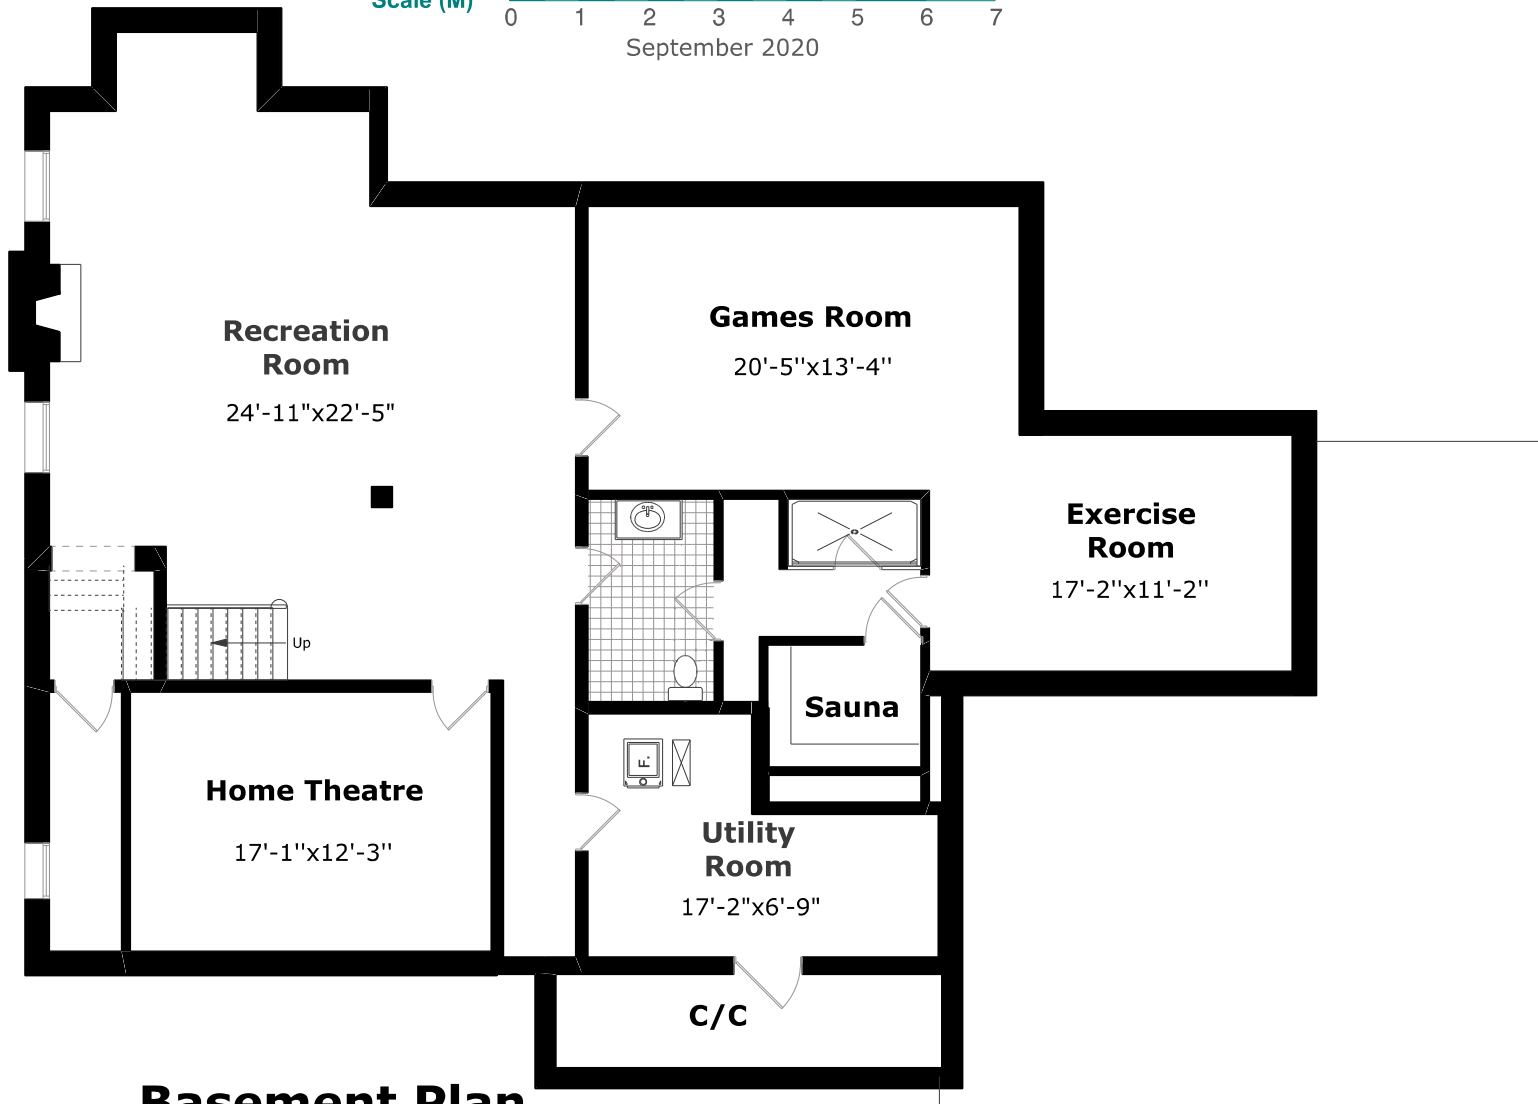 Scale (M)
0 1 2 3 4 5 6 7
September 2020
Recreation
Room
24'-11"x22'-5"
Games Room
20'-5''x13'-4''
Exercise
Room
17'-2''x11'-2''
Up
Sauna
F.
Home Theatre
17'-1''x12'-3''
Utility
Room
17'-2"x6'-9"
C/C
Basement Plan